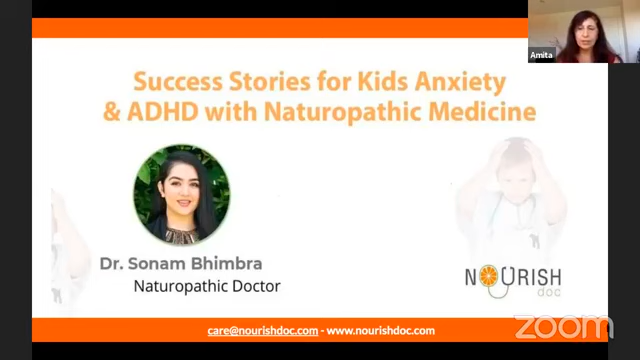 Amita
Success Stories for Kids Anxiety
& ADHD with Naturopathic Medicine
Dr. Sonam Bhimbra
Naturopathic Doctor
NOURISH
doc
care@nourishdoc.com - www.nourishdoc.com
zoom